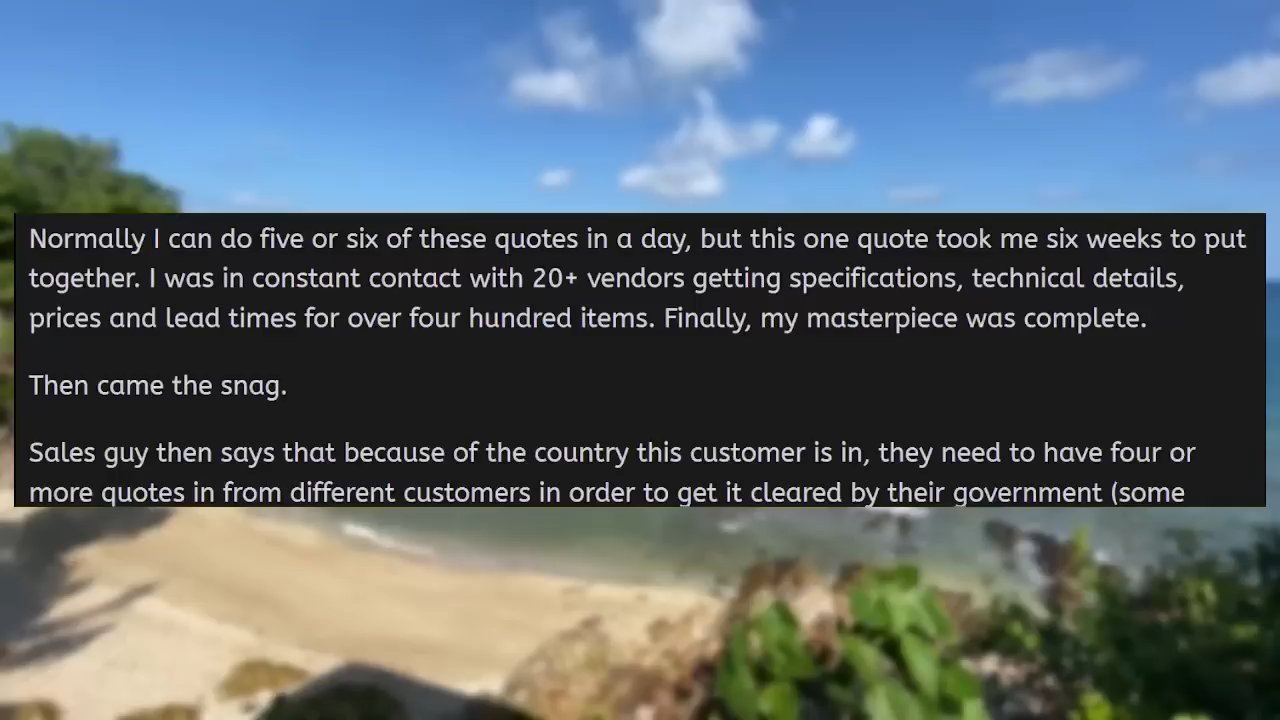 Normally I can do five or six of these quotes in a day, but this one quote took me six weeks to put
together. I was in constant contact with 20+ vendors getting specifications, technical details,
prices and lead times for over four hundred items. Finally, my masterpiece was complete.
Then came the snag.
Sales guy then says that because of the country this customer is in, they need to have four or
more quotes in from different customers in order to get it cleared by their government (some